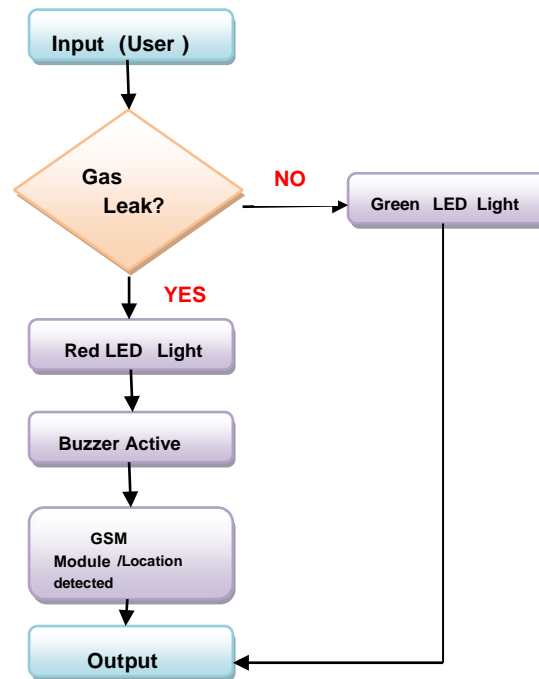 Input (User )
Gas
Leak?
NO
Green LED Light
YES
Red LED Light
Buzzer Active
GSM
Module /Location
detected
Output